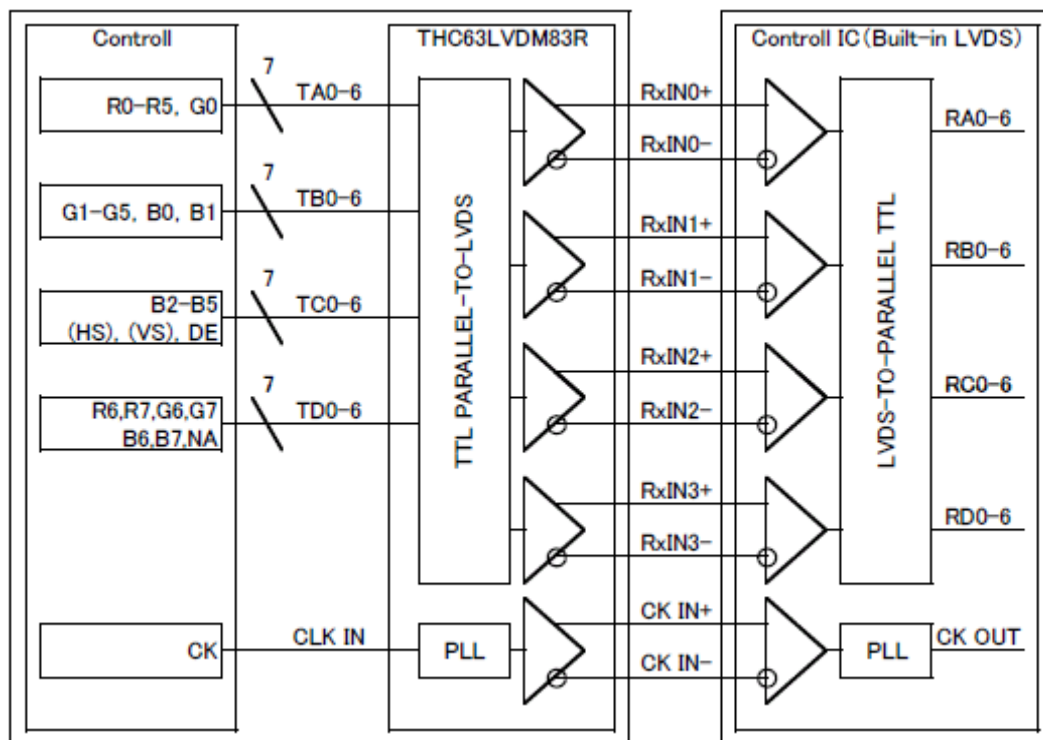 Controll
THC63LVDM83R
Controll IC(Built-in LVDS)
R0-R5, G0
7
TA0-6
RxIN0+
RxIN0-
RA0-6
G1-G5, B0, B1
7
TB0-6
RxIN1+
RxIN1-
RB0-6
B2-B5
(HS), (VS), DE
7
TC0-6
RxIN2+
RxIN2-
RC0-6
R6,R7,G6,G7
B6,B7,NA
7
TD0-6
RxIN3+
RxIN3-
RD0-6
TTL PARALLEL-TO-LVDS
LVDS-TO-PARALLEL TTL
CK
CLK IN
PLL
CK IN+
CK IN-
PLL
CK OUT